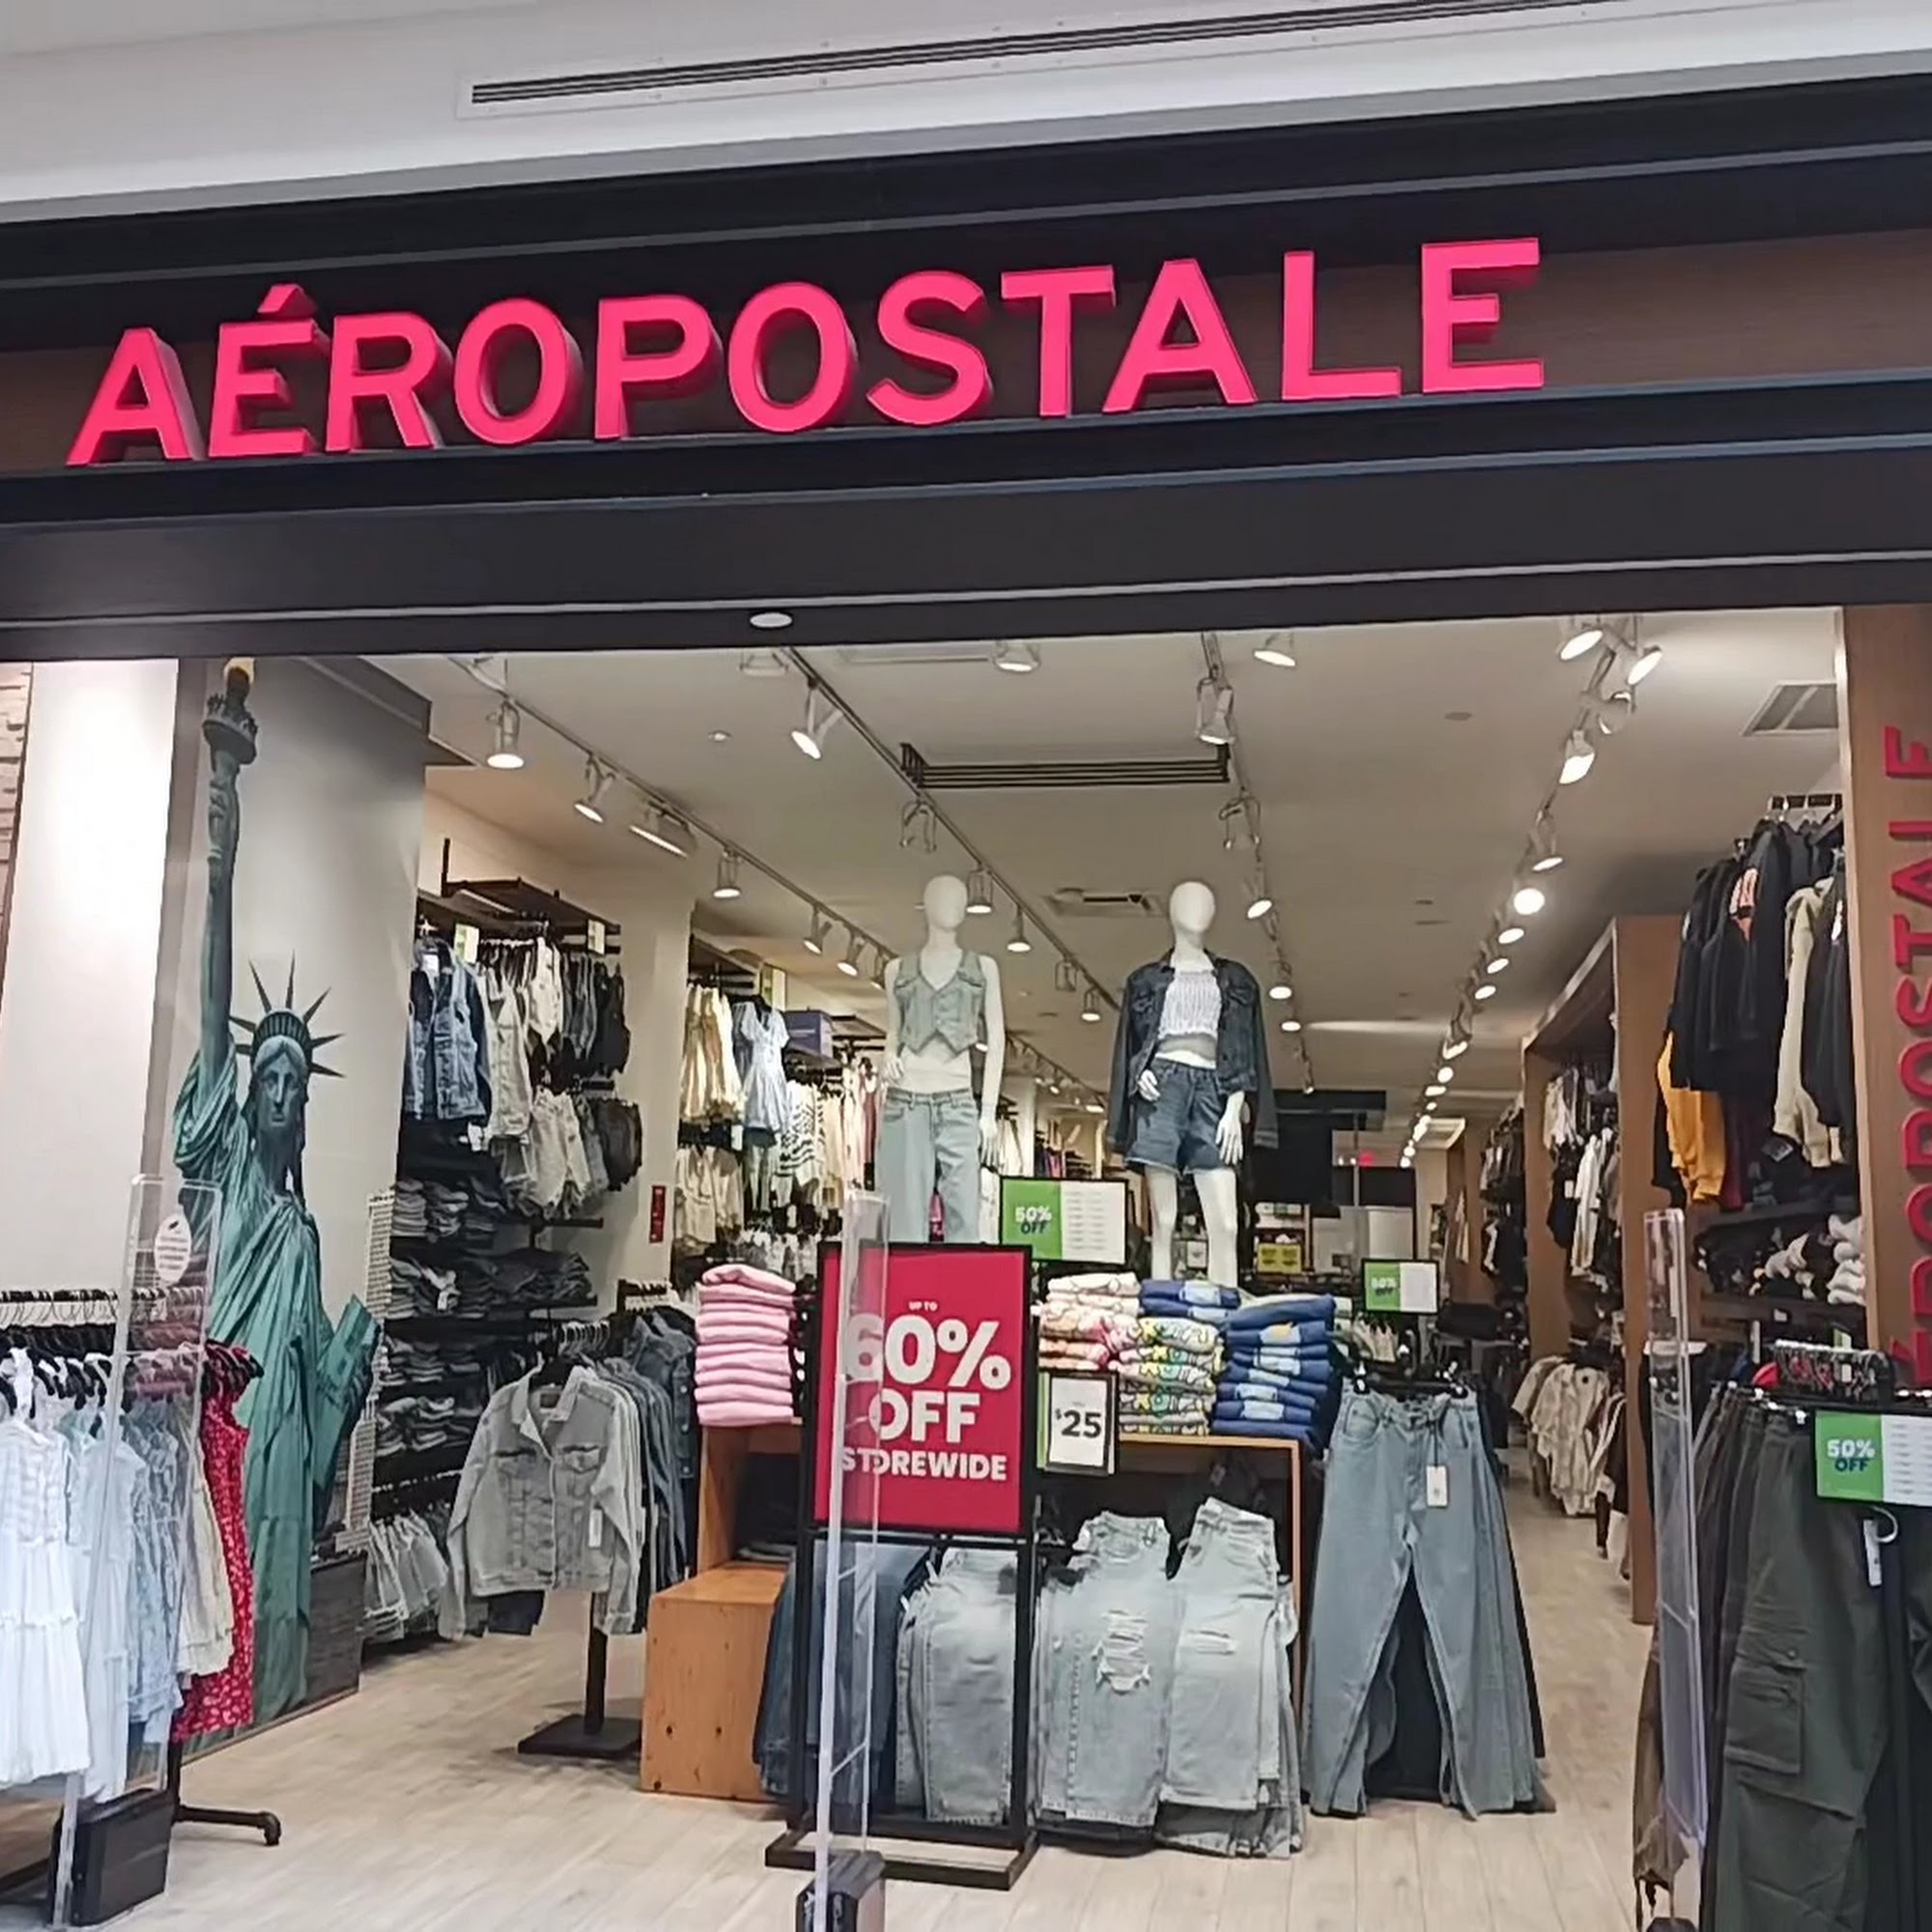 AÉROPOSTALE
AÉROPOSTALE
50%
OFF
50%
OFF
UP TO
60%
OFF
STOREWIDE
$25
50%
OFF